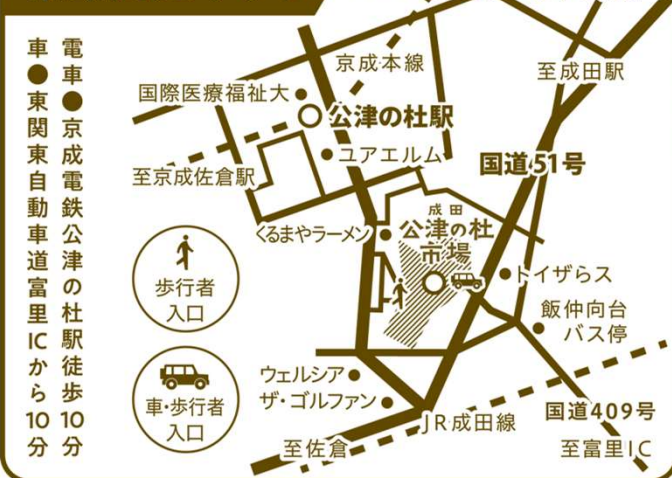 電車●京成電鉄公津の杜駅徒歩10分
車●東関東自動車道富里ICから10分
京成本線
至成田駅
国際医療福祉大
公津の杜駅
ユアエルム
国道51号
至京成佐倉駅
成田
公津の杜
市場
くるまやラーメン
トイザらス
歩行者
入口
飯仲向台
バス停
ウェルシア
ザ・ゴルファン
車・歩行者
入口
JR成田線
国道409号
至佐倉
至富里IC